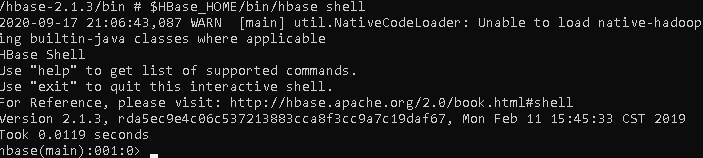 /hbase-2.1.3/bin # $HBase_HOME/bin/hbase shell
2020-09-17 21:06:43,087 WARN  [main] util.NativeCodeLoader: Unable to load native-hadoop
ing builtin-java classes where applicable
HBase Shell
Use "help" to get list of supported commands.
Use "exit" to quit this interactive shell.
For Reference, please visit: http://hbase.apache.org/2.0/book.html#shell
Version 2.1.3, rda5ec9e4c06c537213883cca8f3cc9a7c19daf67, Mon Feb 11 15:45:33 CST 2019
Took 0.0119 seconds
hbase(main):001:0>